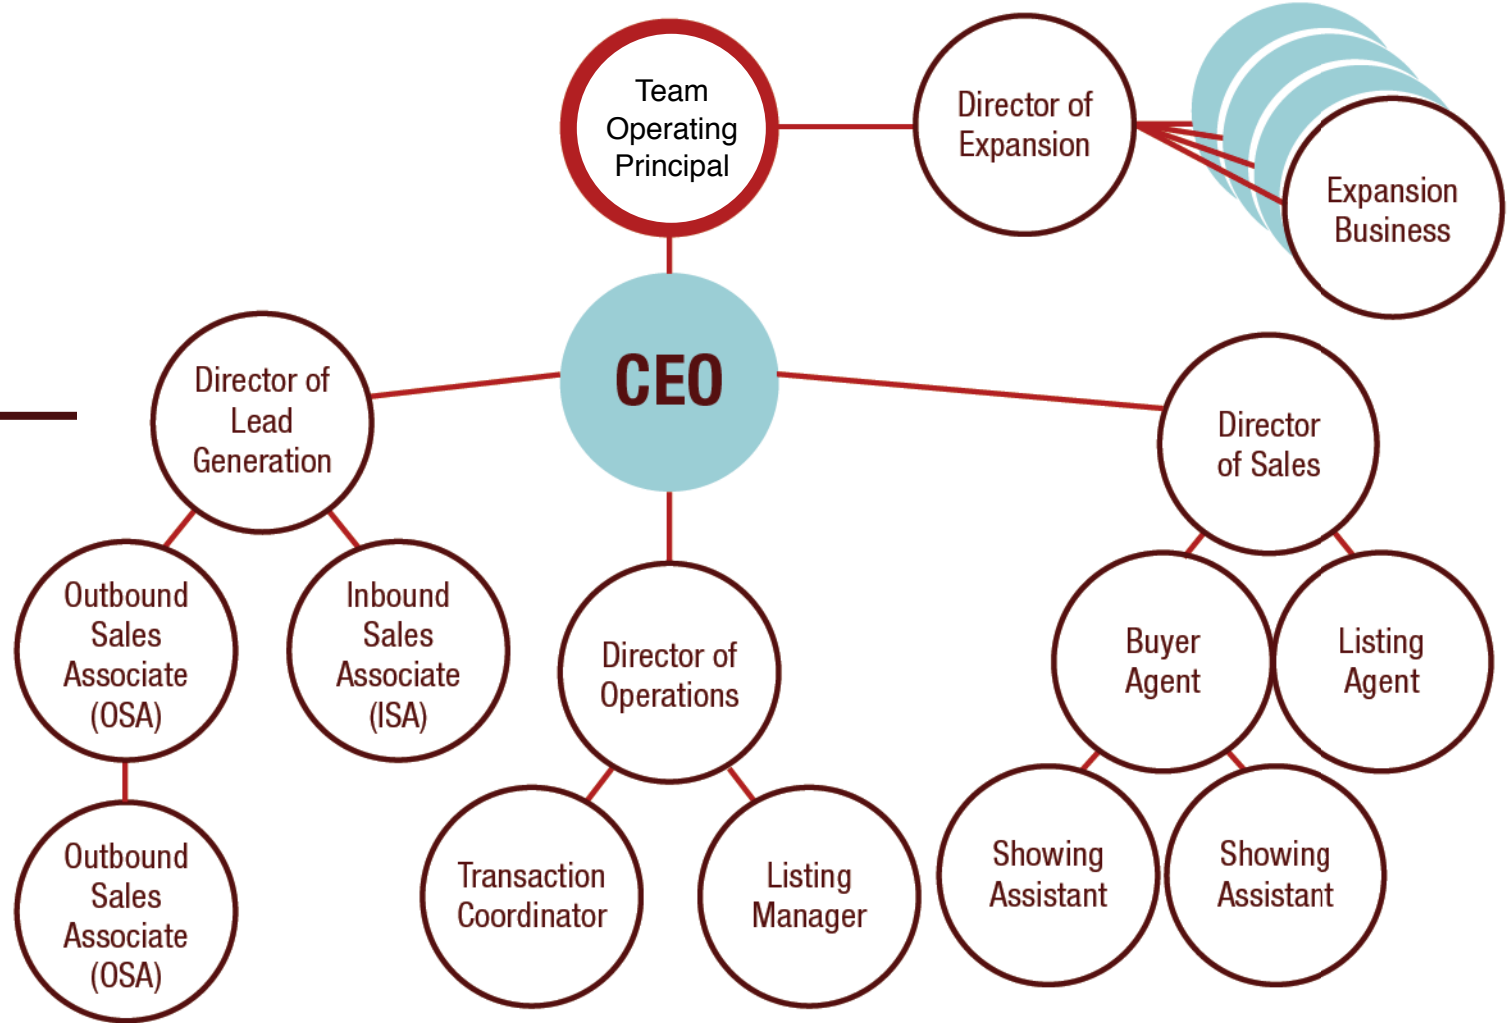 Team
Operating
Principal
Director of
Expansion
Expansion
Business
CEO
Director of
Lead
Generation
Director
of Sales
Outbound
Sales
Associate
(OSA)
Inbound
Sales
Associate
(ISA)
Director of
Operations
Buyer
Agent
Listing
Agent
Outbound
Sales
Associate
(OSA)
Transaction
Coordinator
Listing
Manager
Showing
Assistant
Showing
Assistant